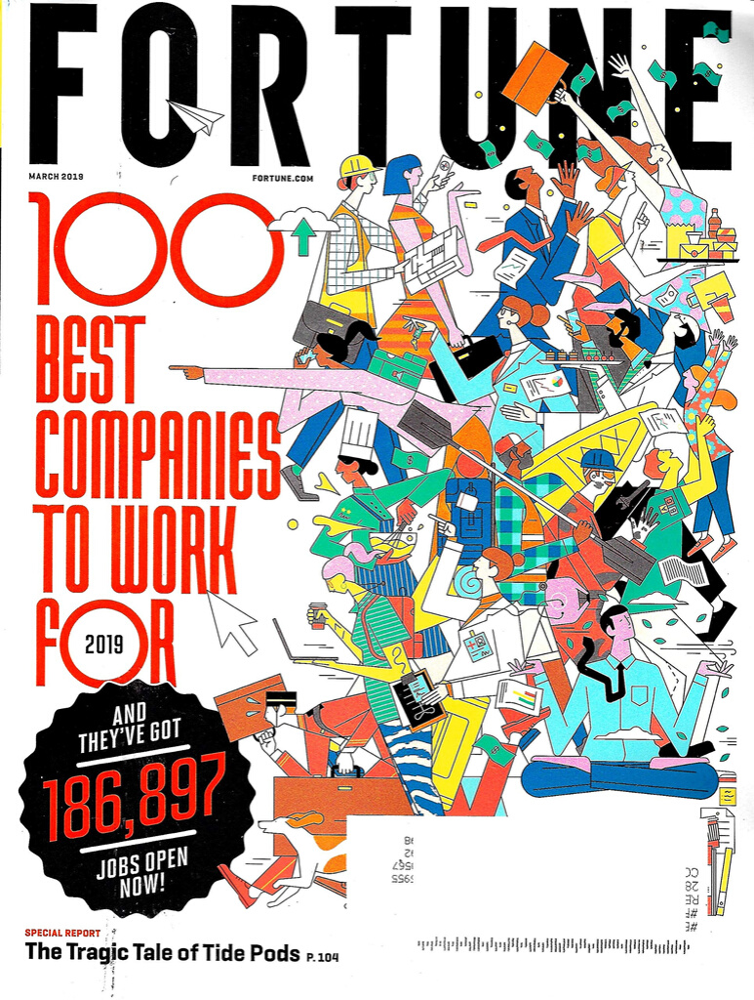 FORTUNE
MARCH 2019
FORTUNE.COM
100
BEST
COMPANIES
TO WORK
FOR
2019
AND
THEY'VE GOT
186,897
JOBS OPEN
NOW!
SPECIAL REPORT
The Tragic Tale of Tide Pods P. 104